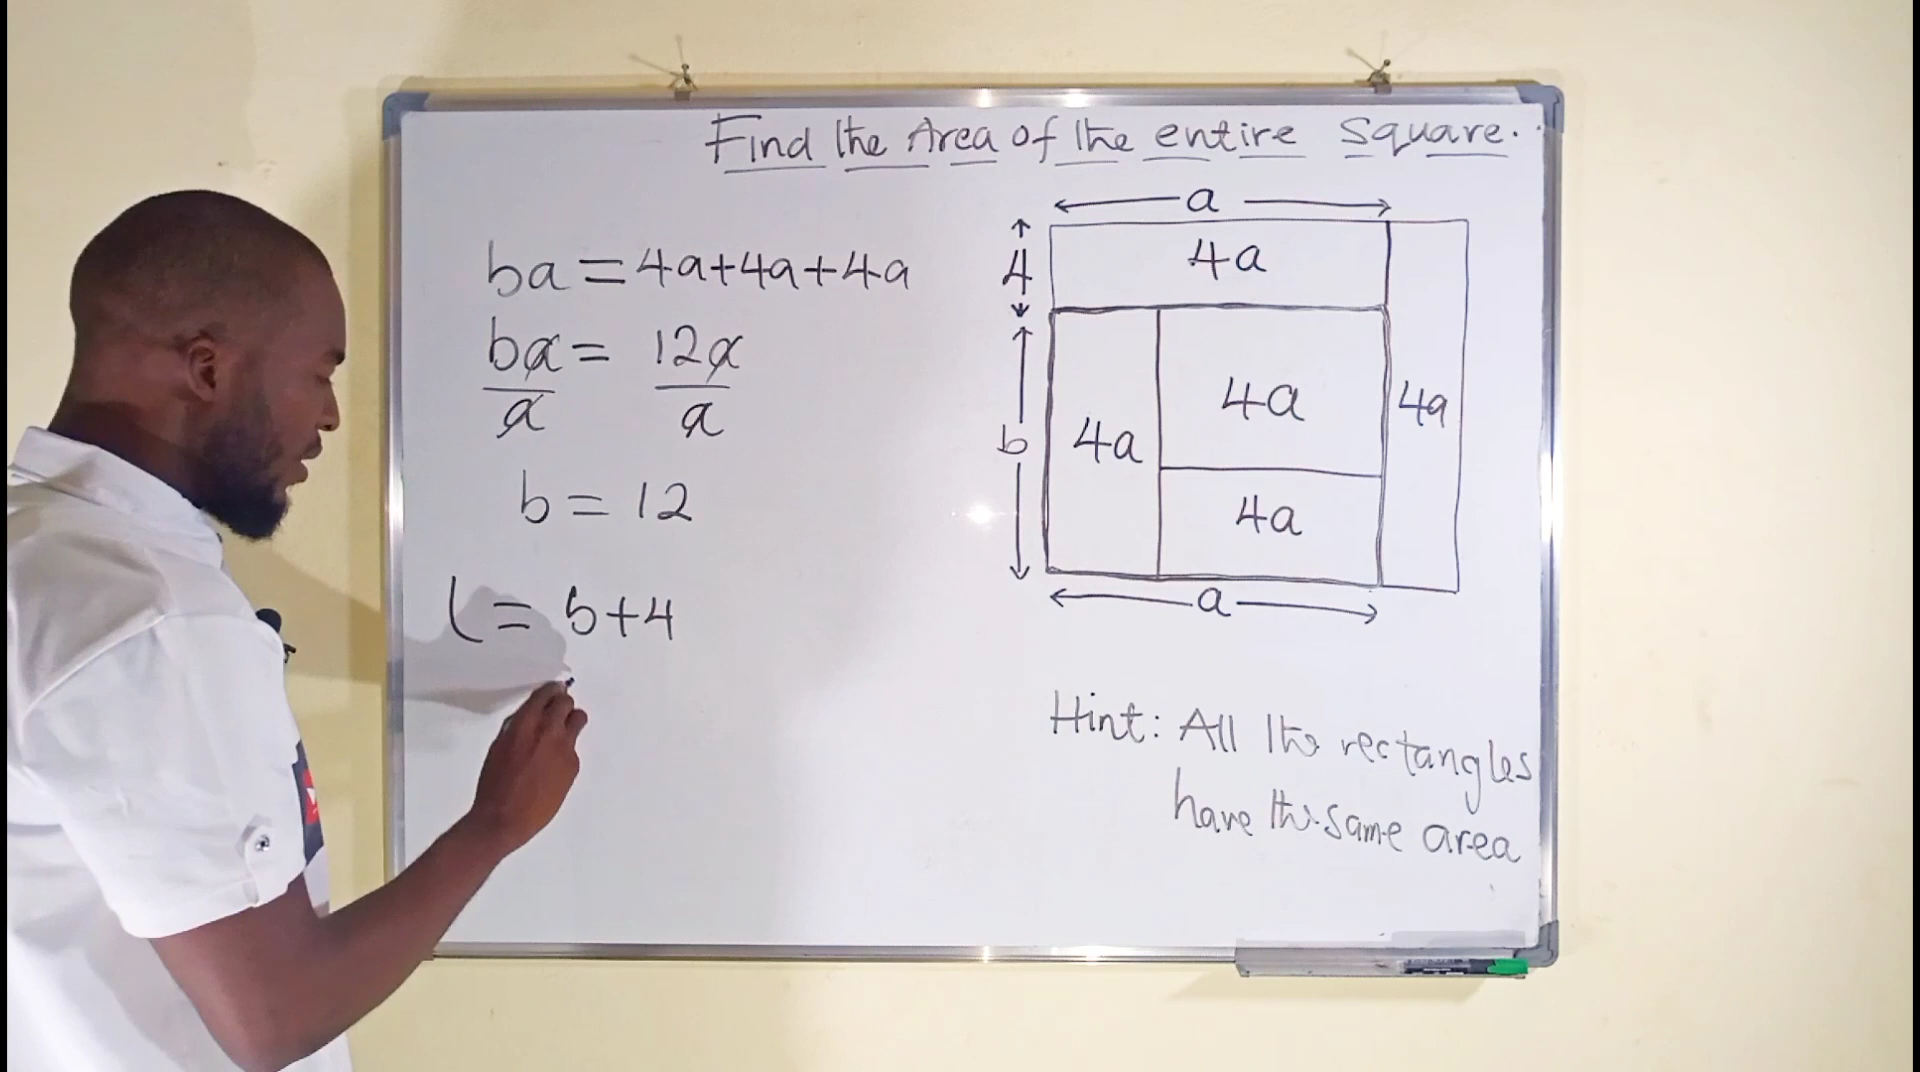 Find the Area of the entire square.
ba = 4a+4a+4a
ba = 12a
a a
b = 12
l = b+4
a
4
4a
b
4a
4a
4a
4a
a
Hint: All the rectangles
have the same area